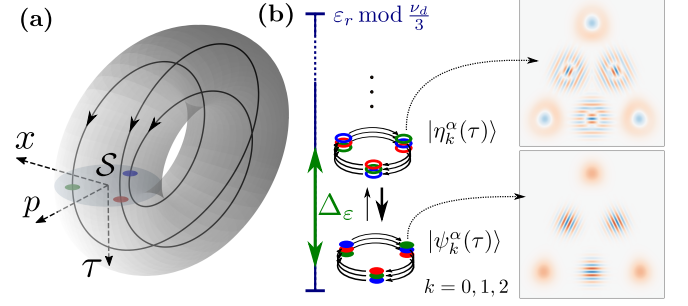 (a)
x
p
τ
S
(b)
ε_r mod ν_d/3
|η_k^α(τ)⟩
Δ_ε
|ψ_k^α(τ)⟩
k = 0, 1, 2